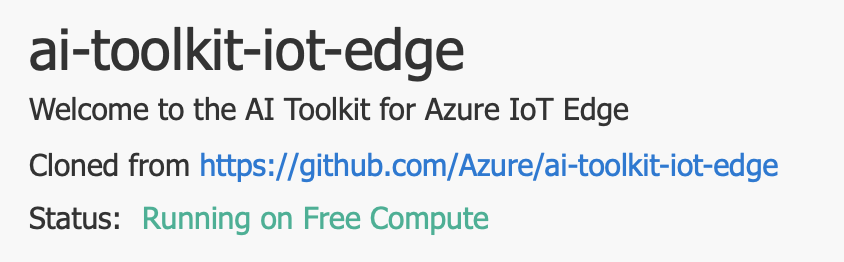 ai-toolkit-iot-edge
Welcome to the AI Toolkit for Azure IoT Edge
Cloned from https://github.com/Azure/ai-toolkit-iot-edge
Status: Running on Free Compute